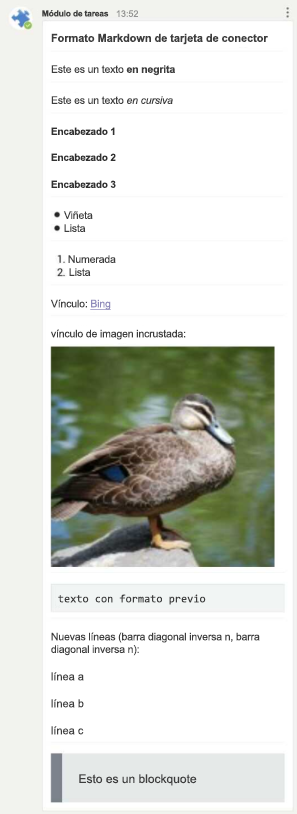 Módulo de tareas 13:52
Formato Markdown de tarjeta de conector
Este es un texto en negrita
Este es un texto en cursiva
Encabezado 1
Encabezado 2
Encabezado 3
• Viñeta
• Lista
1. Numerada
2. Lista
Vínculo: Bing
vínculo de imagen incrustada:
texto con formato previo
Nuevas líneas (barra diagonal inversa n, barra
diagonal inversa n):
línea a
línea b
línea c
Esto es un blockquote